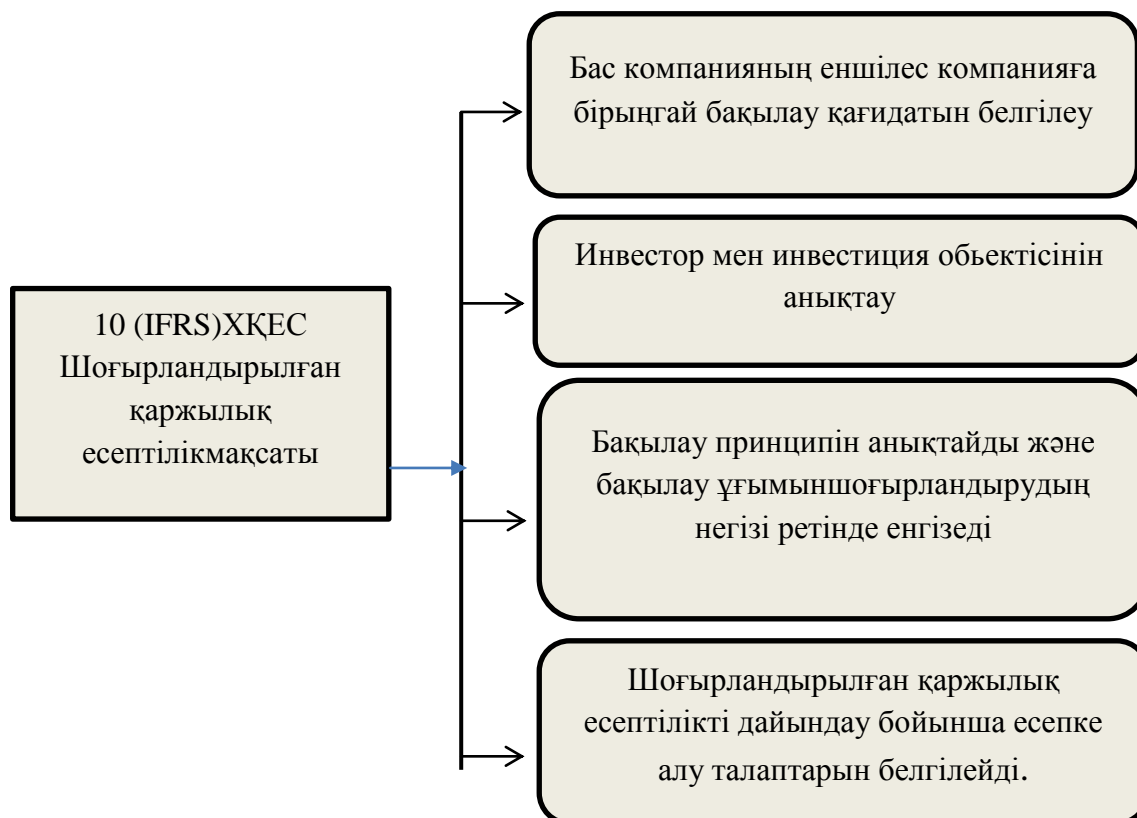 10 (IFRS)ХҚЕС
Шоғырландырылған
қаржылық
есептілікмақсаты
Бас компанияның еншілес компанияға
бірыңғай бақылау қағидатын белгілеу
Инвестор мен инвестиция обьектісінін
анықтау
Бақылау принципін анықтайды және
бақылау ұғымыншоғырландырудың
негізі ретінде енгізеді
Шоғырландырылған қаржылық
есептілікті дайындау бойынша есепке
алу талаптарын белгілейді.